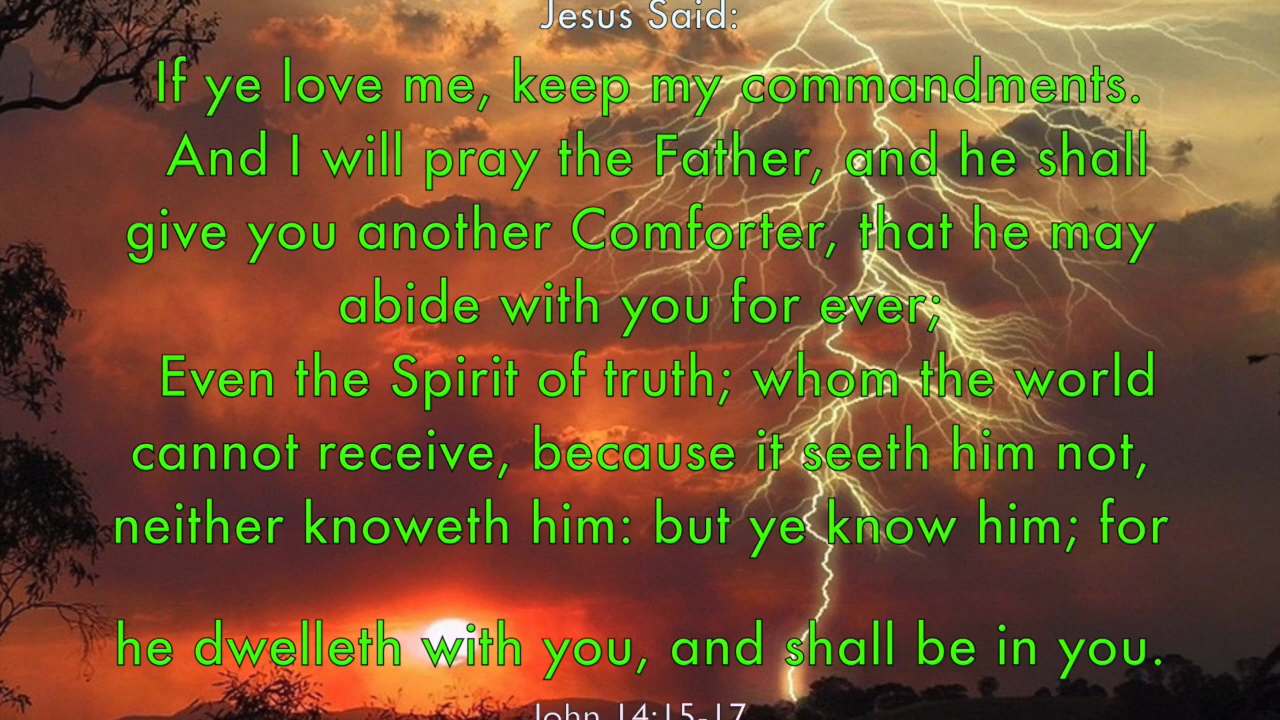 Jesus Said:
If ye love me, keep my commandments.
And I will pray the Father, and he shall
give you another Comforter, that he may
abide with you for ever;
Even the Spirit of truth; whom the world
cannot receive, because it seeth him not,
neither knoweth him: but ye know him; for
he dwelleth with you, and shall be in you.
John 14:15-17